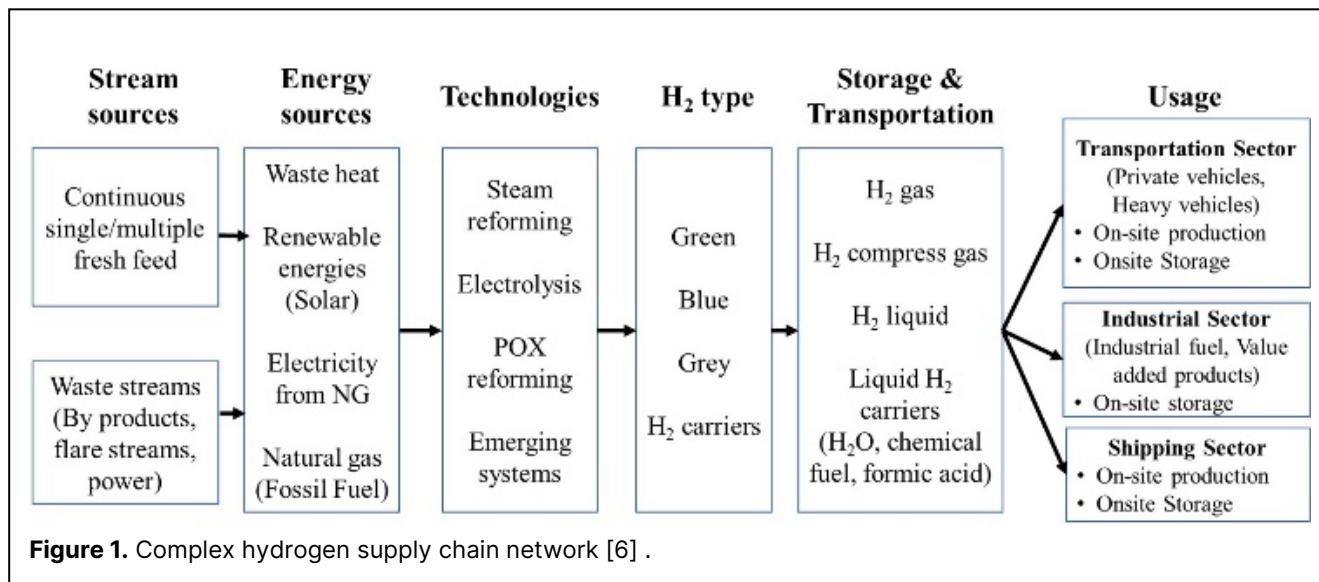 Stream
sources
Energy
sources
Technologies
H₂ type
Storage &
Transportation
Usage
Continuous
single/multiple
fresh feed
Waste streams
(By products,
flare streams,
power)
Waste heat
Renewable
energies
(Solar)
Electricity
from NG
Natural gas
(Fossil Fuel)
Steam
reforming
Electrolysis
POX
reforming
Emerging
systems
Green
Blue
Grey
H₂ carriers
H₂ gas
H₂ compress gas
H₂ liquid
Liquid H₂
carriers
(H₂O, chemical
fuel, formic acid)
Transportation Sector
(Private vehicles,
Heavy vehicles)
• On-site production
• Onsite Storage
Industrial Sector
(Industrial fuel, Value
added products)
• On-site storage
Shipping Sector
• On-site production
• Onsite Storage
Figure 1. Complex hydrogen supply chain network [6] .